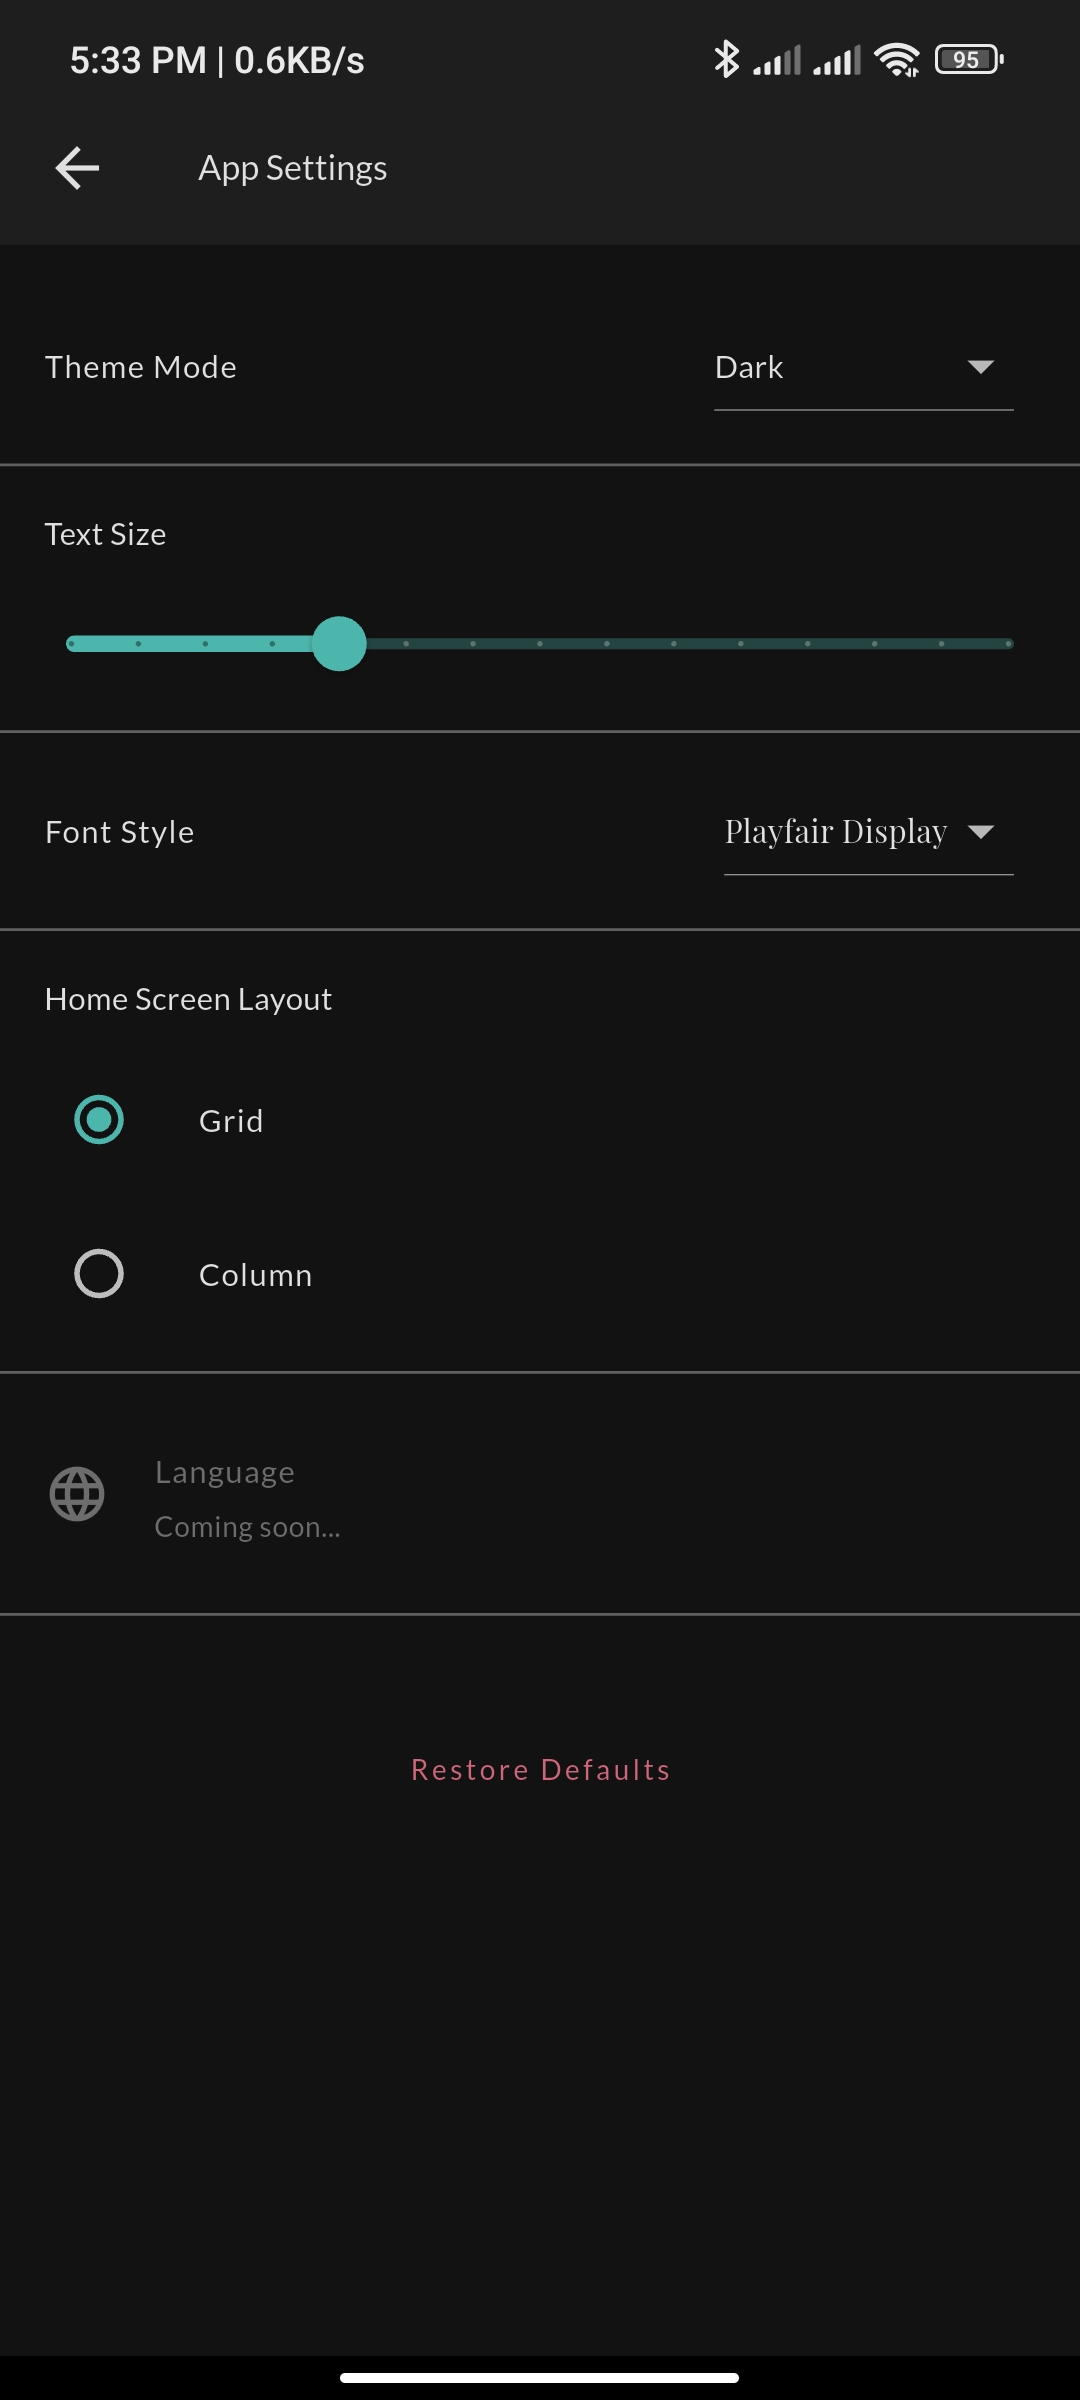 5:33 PM | 0.6KB/s 95
App Settings
Theme Mode Dark
Text Size
Font Style Playfair Display
Home Screen Layout
Grid
Column
Language
Coming soon...
Restore Defaults